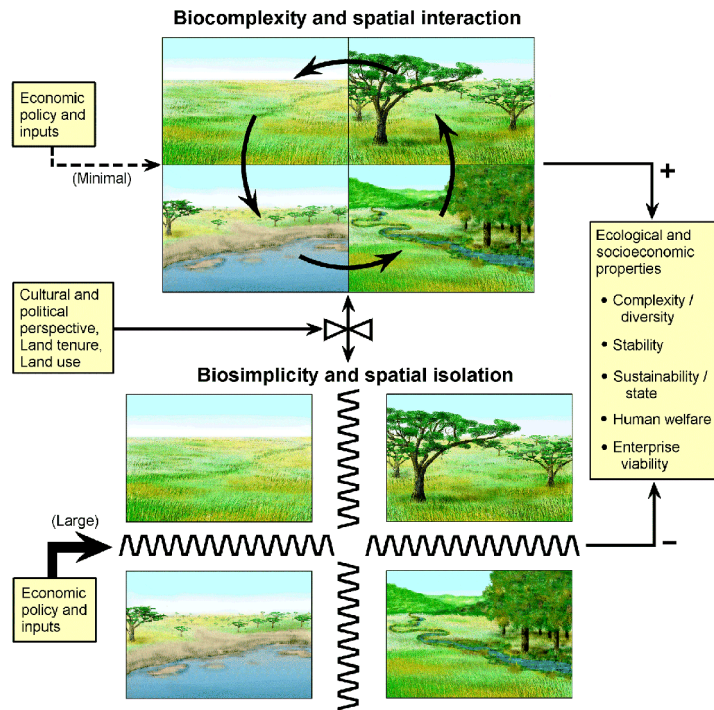 Biocomplexity and spatial interaction
Economic
policy and
inputs
(Minimal)
+
Ecological and
socioeconomic
properties
• Complexity /
diversity
• Stability
• Sustainability /
state
• Human welfare
• Enterprise
viability
Cultural and
political
perspective,
Land tenure,
Land use
Biosimplicity and spatial isolation
(Large)
–
Economic
policy and
inputs